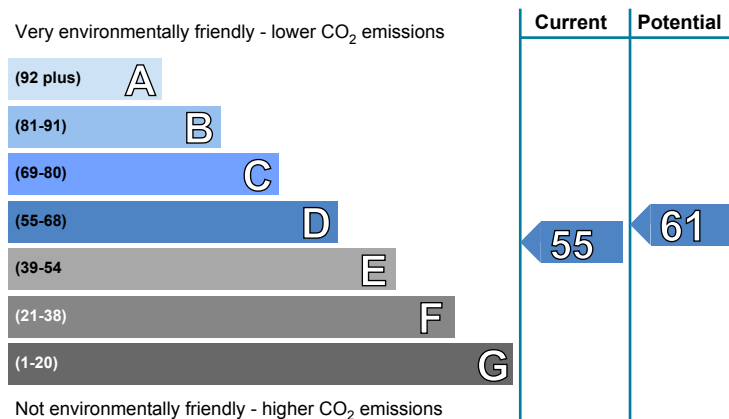 Very environmentally friendly - lower CO₂ emissions
Current
Potential
(92 plus) A
(81-91) B
(69-80) C
(55-68) D
(39-54 E
(21-38) F
(1-20) G
55
61
Not environmentally friendly - higher CO₂ emissions